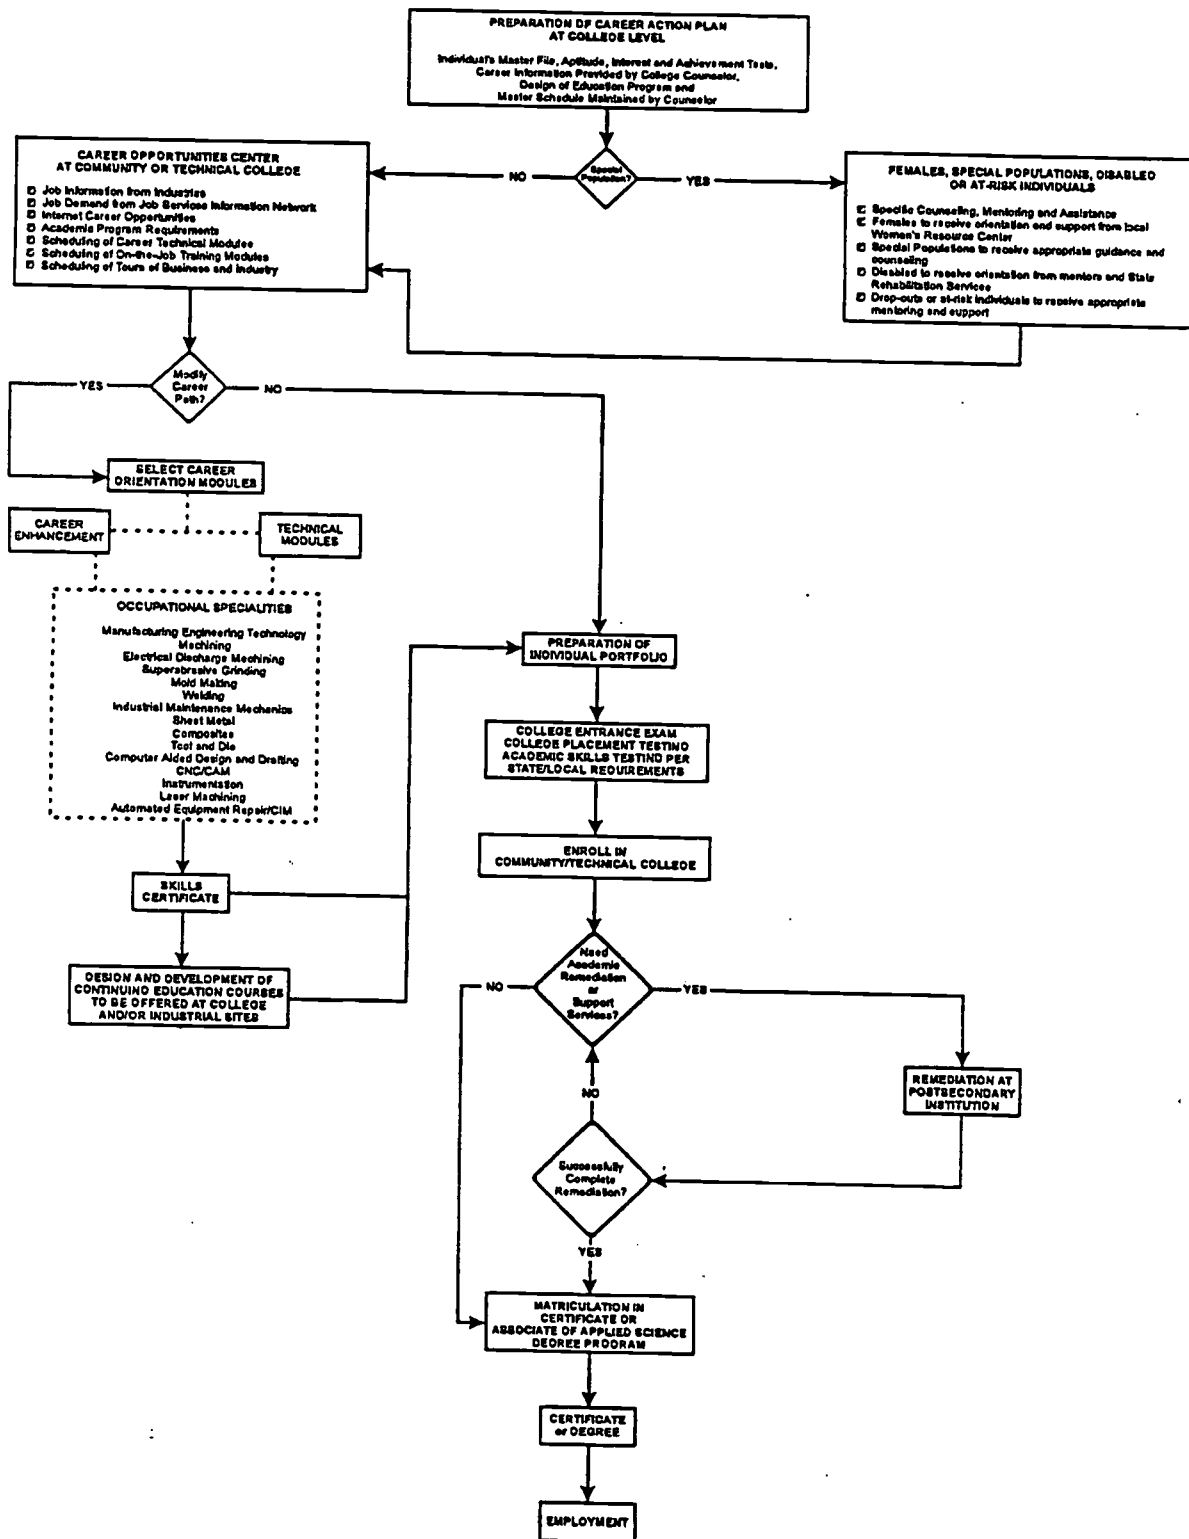 PREPARATION OF CAREER ACTION PLAN
AT COLLEGE LEVEL
Individual's Master File, Aptitude, Interest and Achievement Tests,
Career Information Provided by College Counselor,
Design of Education Program and
Master Schedule Maintained by Counselor
Special
Population?
NO
YES
CAREER OPPORTUNITIES CENTER
AT COMMUNITY OR TECHNICAL COLLEGE
Job Information from Industries
Job Demand from Job Services Information Network
Internet Career Opportunities
Academic Program Requirements
Scheduling of Career Technical Modules
Scheduling of On-the-Job Training Modules
Scheduling of Tours of Business and Industry
FEMALES, SPECIAL POPULATIONS, DISABLED
OR AT-RISK INDIVIDUALS
Specific Counseling, Mentoring and Assistance
Females to receive orientation and support from local
Women's Resource Center
Special Populations to receive appropriate guidance and
counseling
Disabled to receive orientation from mentors and State
Rehabilitation Services
Drop-outs or at-risk individuals to receive appropriate
mentoring and support
Modify
Career
Path?
YES
NO
SELECT CAREER
ORIENTATION MODULES
CAREER
ENHANCEMENT
TECHNICAL
MODULES
OCCUPATIONAL SPECIALITIES
Manufacturing Engineering Technology
Machining
Electrical Discharge Machining
Superabrasive Grinding
Mold Making
Welding
Industrial Maintenance Mechanics
Sheet Metal
Composites
Tool and Die
Computer Aided Design and Drafting
CNC/CAM
Instrumentation
Laser Machining
Automated Equipment Repair/CIM
SKILLS
CERTIFICATE
DESIGN AND DEVELOPMENT OF
CONTINUING EDUCATION COURSES
TO BE OFFERED AT COLLEGE
AND/OR INDUSTRIAL SITES
PREPARATION OF
INDIVIDUAL PORTFOLIO
COLLEGE ENTRANCE EXAM
COLLEGE PLACEMENT TESTING
ACADEMIC SKILLS TESTING PER
STATE/LOCAL REQUIREMENTS
ENROLL IN
COMMUNITY/TECHNICAL COLLEGE
Need
Academic
Remediation
or
Support
Services?
NO
YES
REMEDIATION AT
POSTSECONDARY
INSTITUTION
NO
Successfully
Complete
Remediation?
YES
MATRICULATION IN
CERTIFICATE OR
ASSOCIATE OF APPLIED SCIENCE
DEGREE PROGRAM
CERTIFICATE
or DEGREE
EMPLOYMENT